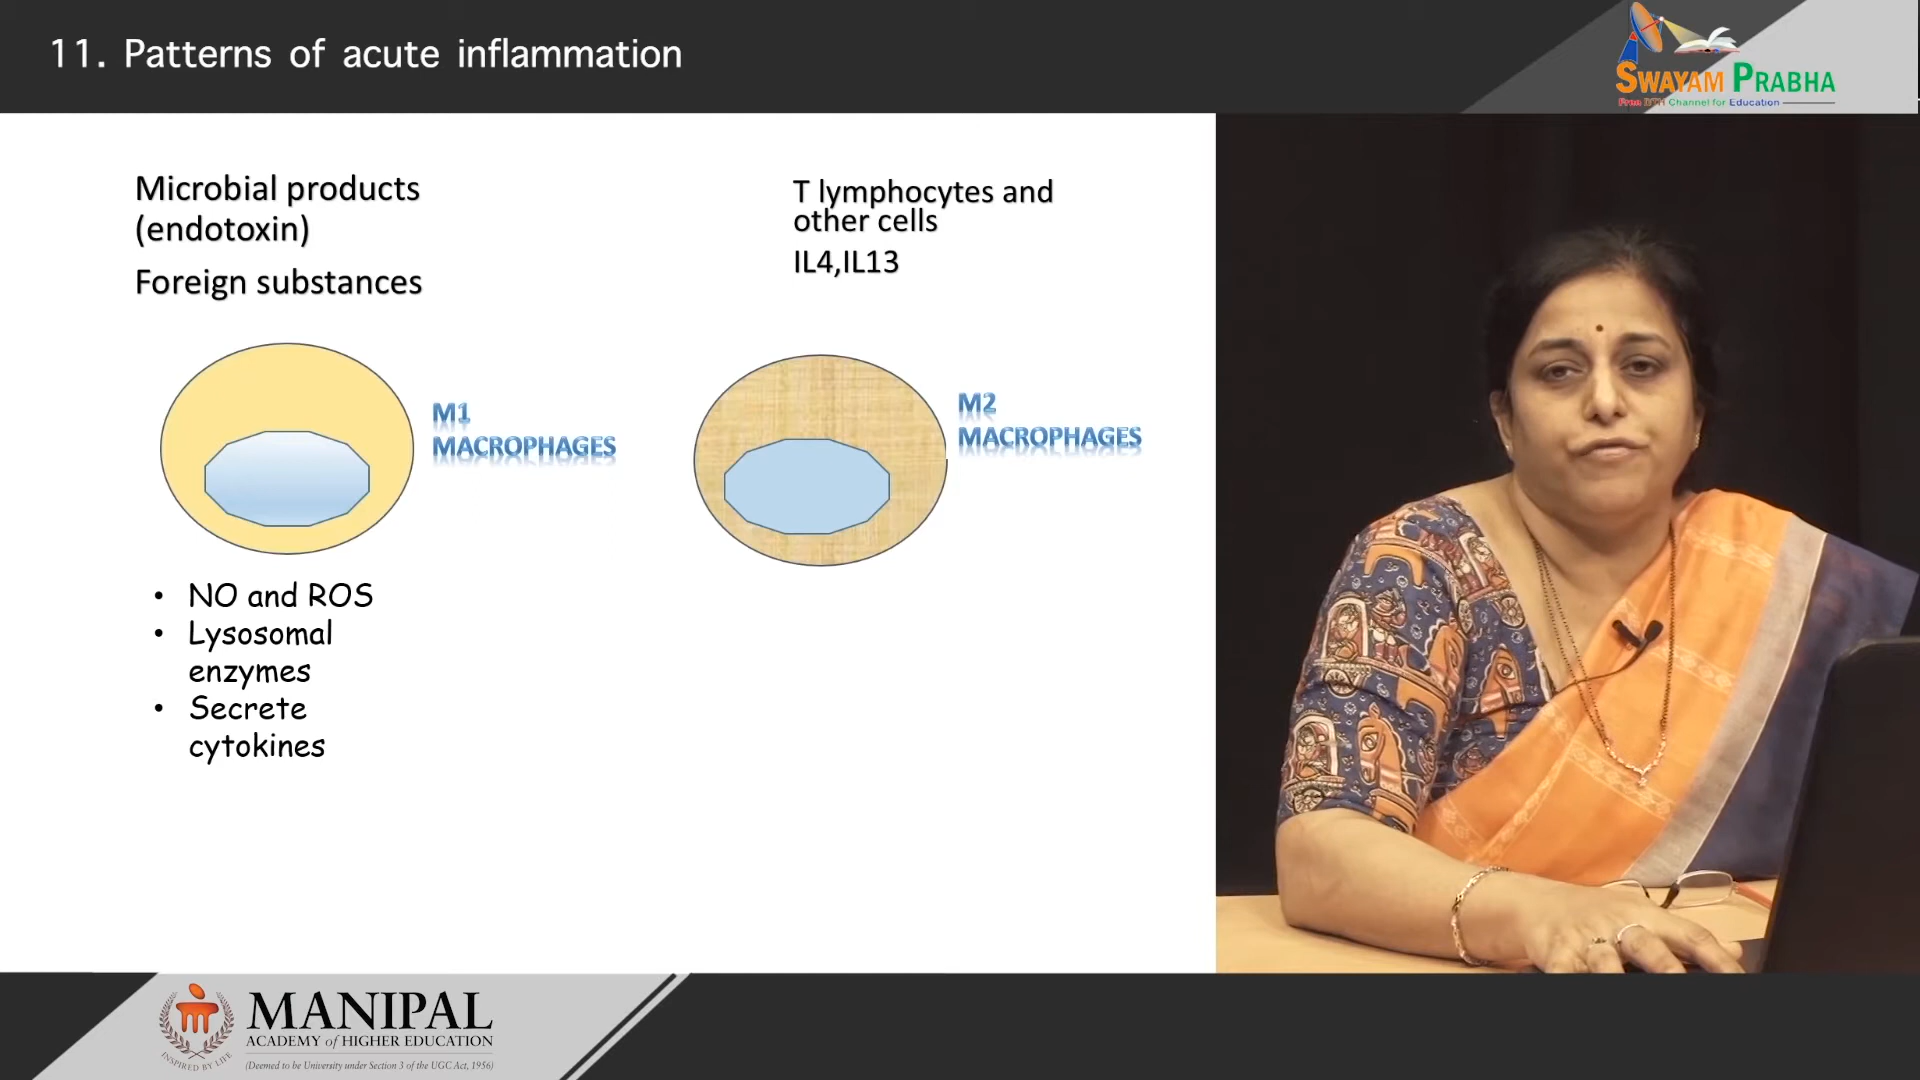 11. Patterns of acute inflammation
SWAYAM PRABHA
Free DTH Channel for Education
Microbial products
(endotoxin)
Foreign substances
T lymphocytes and
other cells
IL4,IL13
M1
MACROPHAGES
M2
MACROPHAGES
• NO and ROS
• Lysosomal
enzymes
• Secrete
cytokines
INSPIRED BY LIFE
MANIPAL
ACADEMY of HIGHER EDUCATION
(Deemed to be University under Section 3 of the UGC Act, 1956)